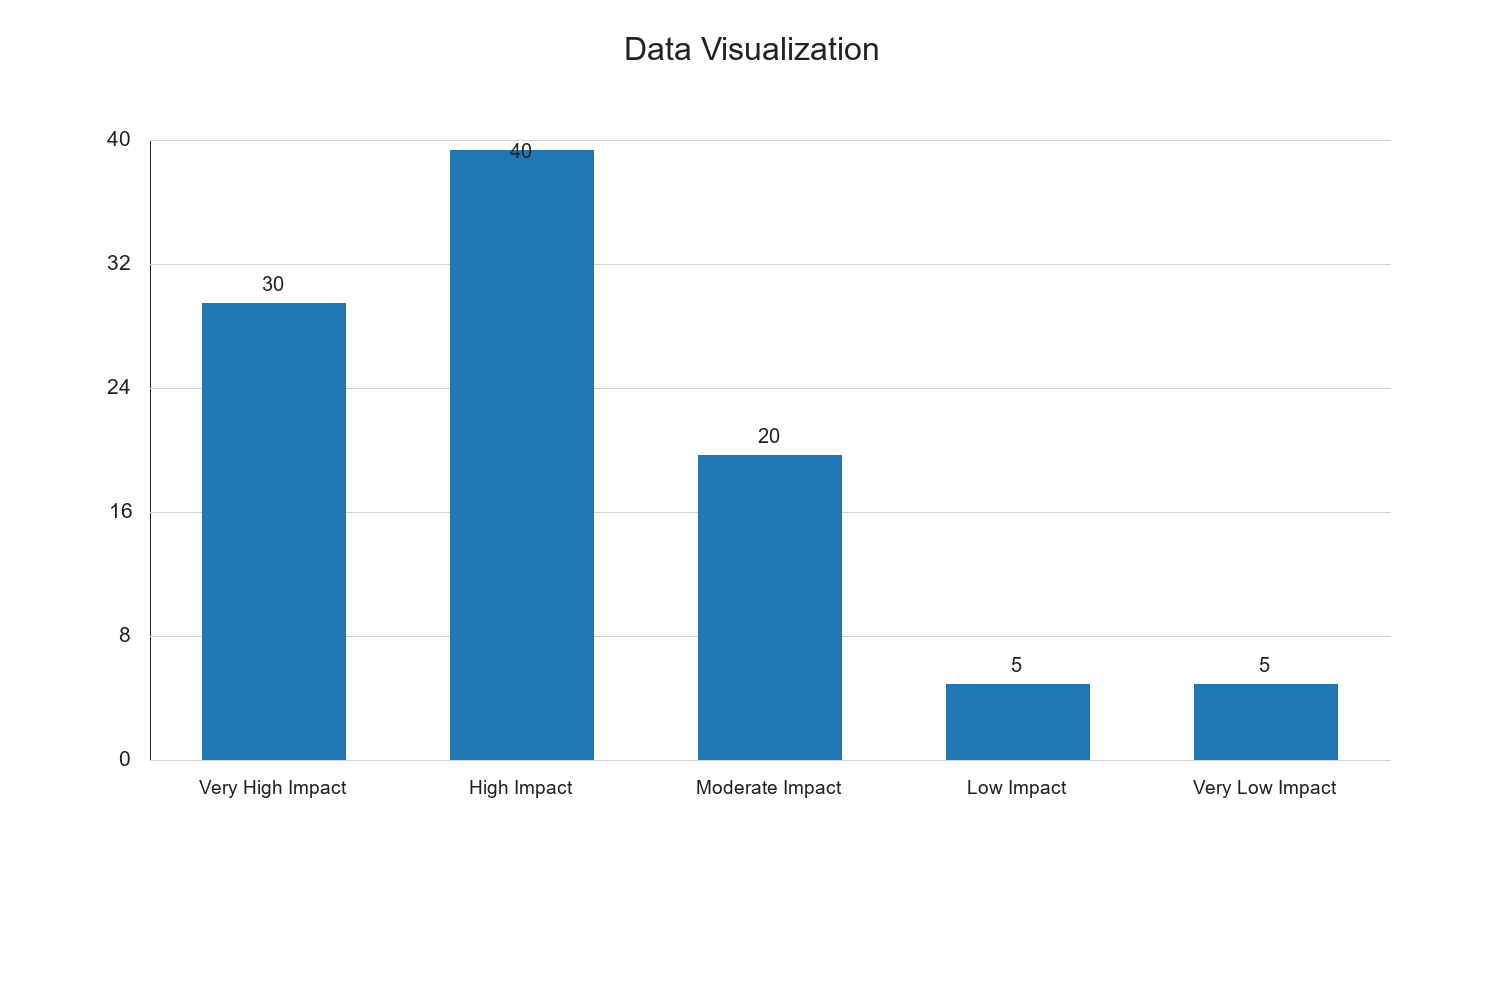 Data Visualization
40
32
24
16
8
0
30
40
20
5
5
Very High Impact
High Impact
Moderate Impact
Low Impact
Very Low Impact